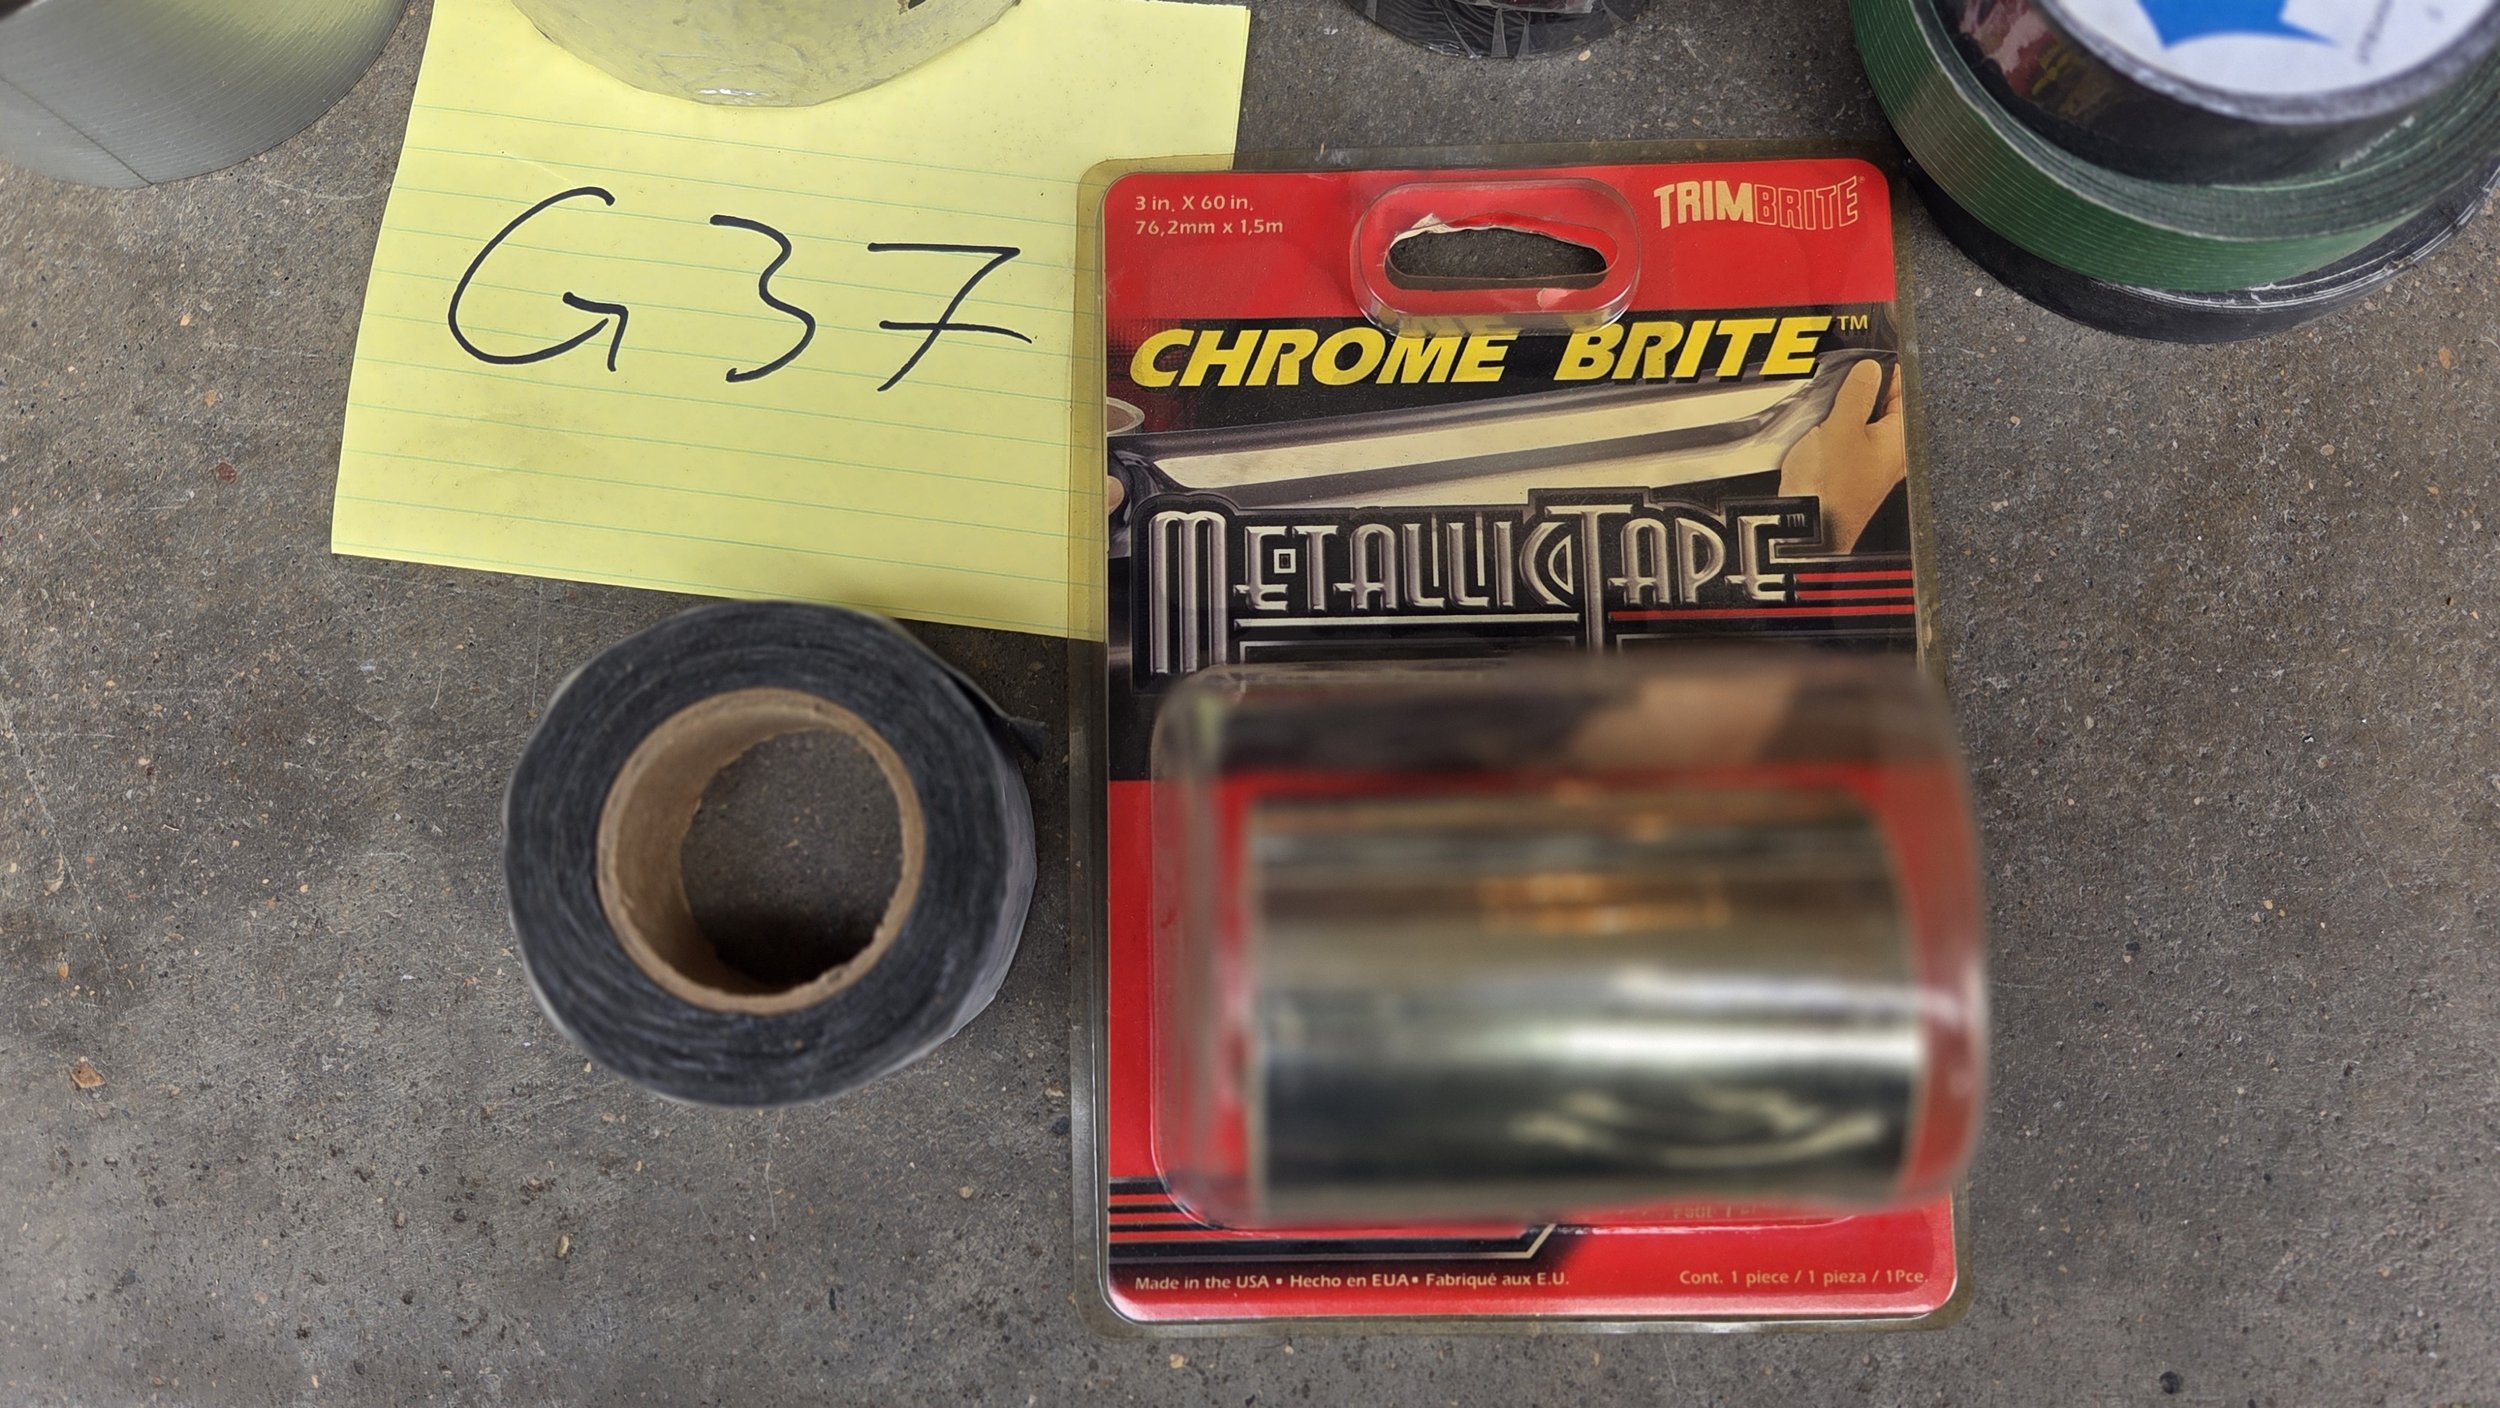 G37
3 in. X 60 in.
76,2mm x 1,5m
TRIMBRITE®
CHROME BRITE™
METALLIC TAPE™
Made in the USA • Hecho en EUA • Fabriqué aux E.U.
Cont. 1 piece / 1 pieza / 1Pce.